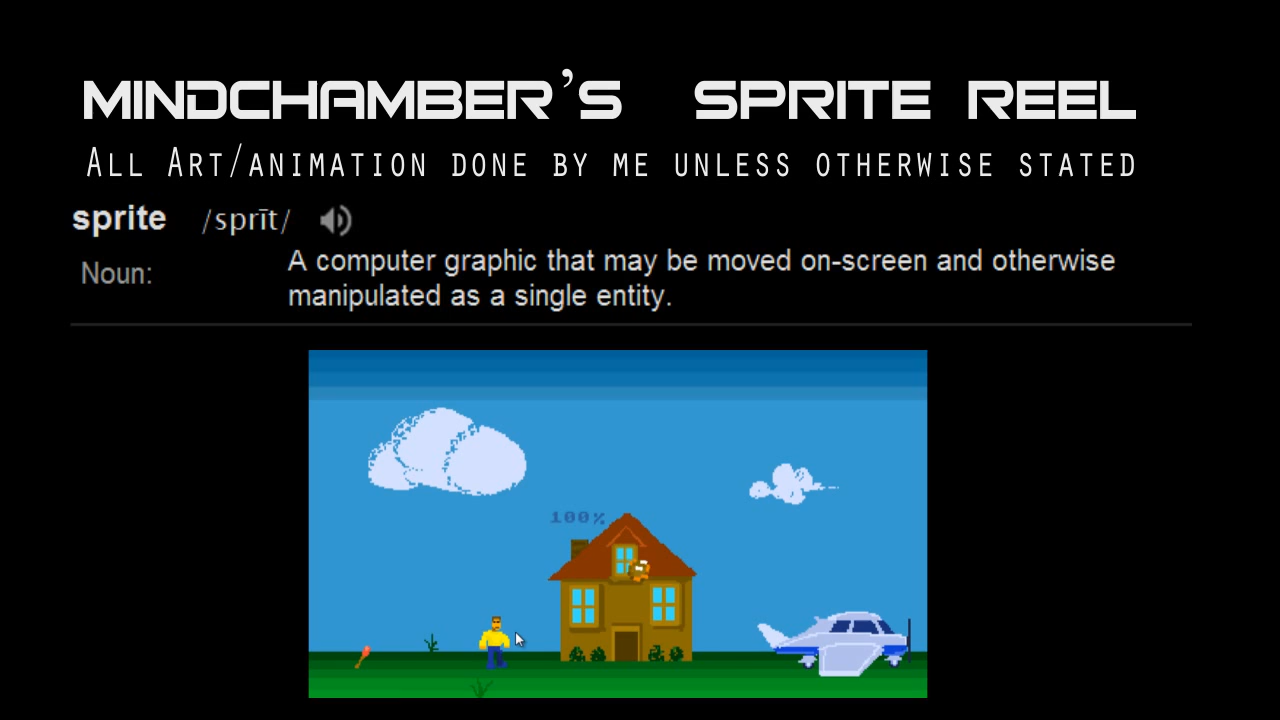 MINDCHAMBER'S SPRITE REEL
ALL ART/ANIMATION DONE BY ME UNLESS OTHERWISE STATED
sprite /sprīt/
Noun: A computer graphic that may be moved on-screen and otherwise
manipulated as a single entity.
100%